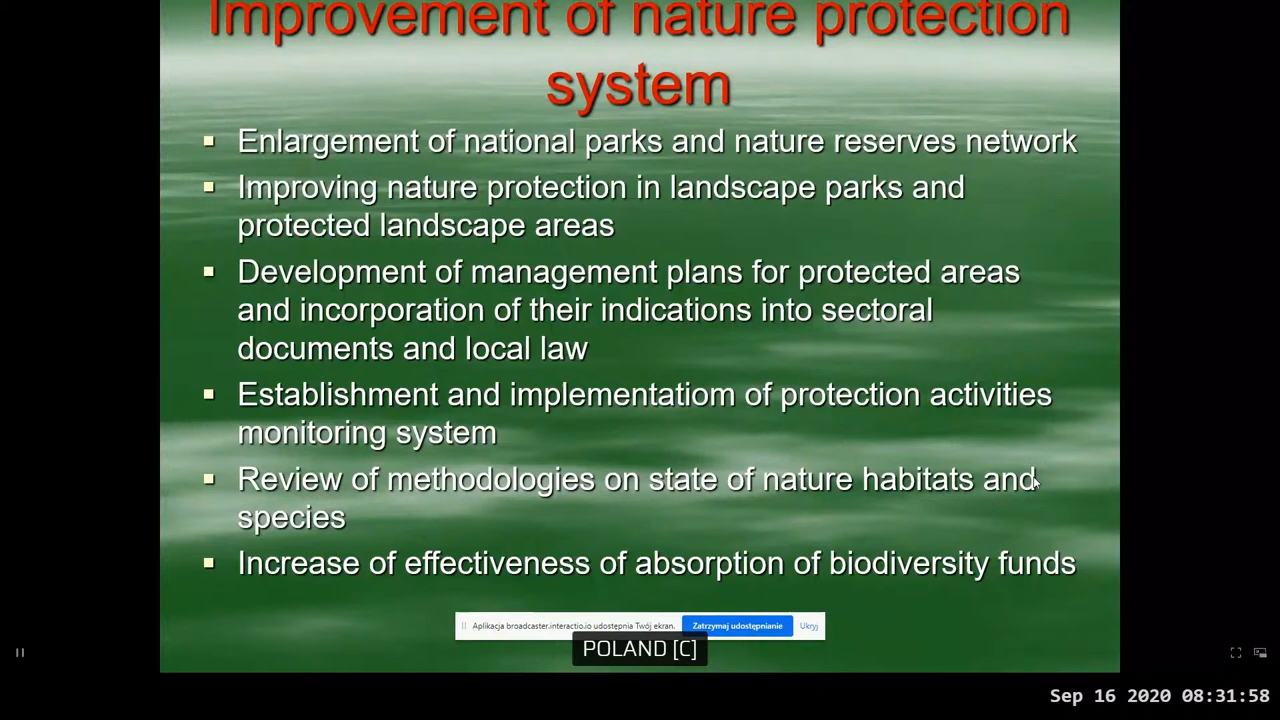 Improvement of nature protection
system
Enlargement of national parks and nature reserves network
Improving nature protection in landscape parks and
protected landscape areas
Development of management plans for protected areas
and incorporation of their indications into sectoral
documents and local law
Establishment and implementatiom of protection activities
monitoring system
Review of methodologies on state of nature habitats and
species
Increase of effectiveness of absorption of biodiversity funds
Aplikacja broadcaster.interactio.io udostępnia Twój ekran. Zatrzymaj udostępnianie Ukryj
POLAND [C]
Sep 16 2020 08:31:58